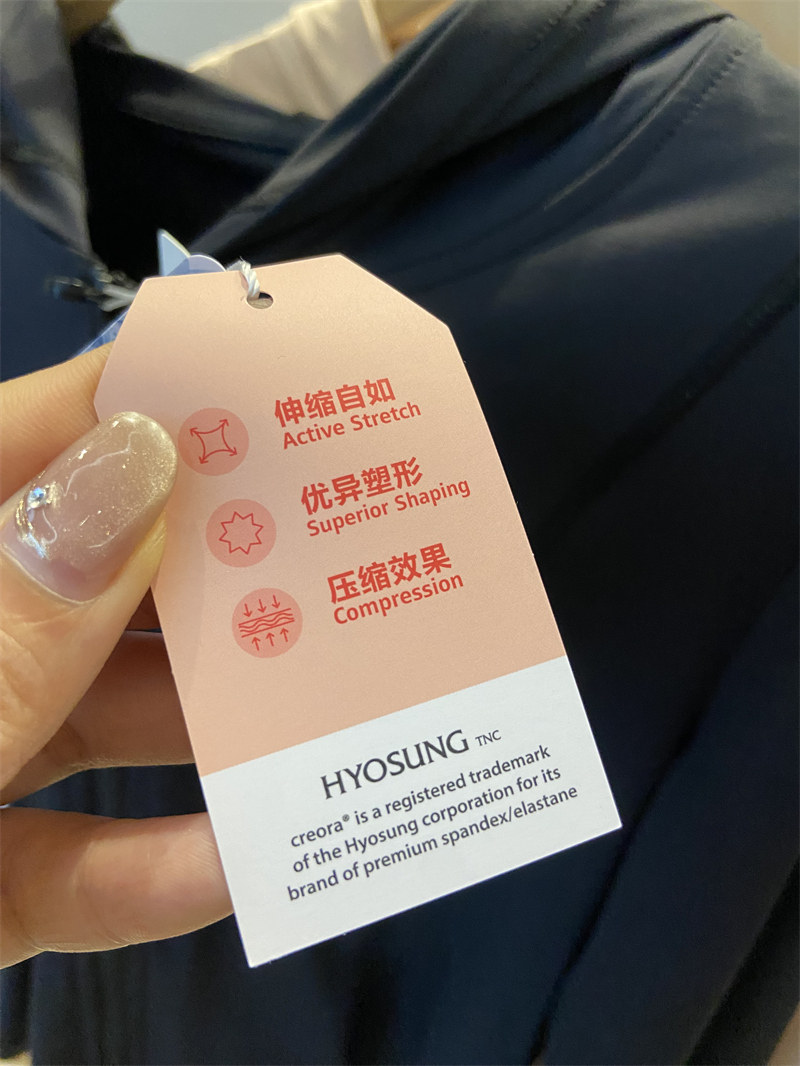 伸缩自如
Active Stretch
优异塑形
Superior Shaping
压缩效果
Compression
HYOSUNG TNC
creora® is a registered trademark
of the Hyosung corporation for its
brand of premium spandex/elastane